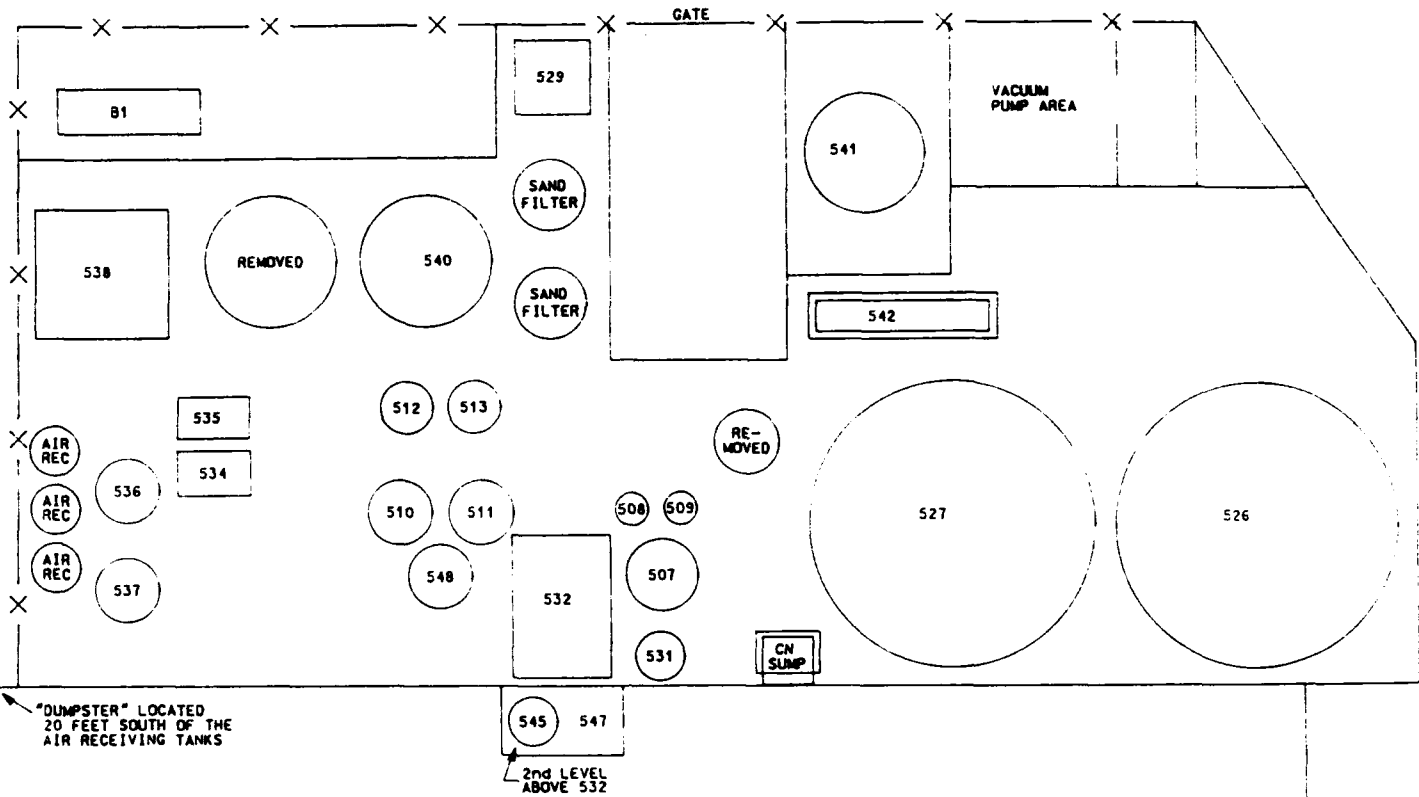 GATE
529
B1
VACUUM
PUMP AREA
541
SAND
FILTER
538
REMOVED
540
SAND
FILTER
542
512
513
535
RE-
MOVED
AIR
REC
534
536
AIR
REC
510
511
508
509
527
526
AIR
REC
537
548
532
507
531
CN
SUMP
"DUMPSTER" LOCATED
20 FEET SOUTH OF THE
AIR RECEIVING TANKS
545
547
2nd LEVEL
ABOVE 532